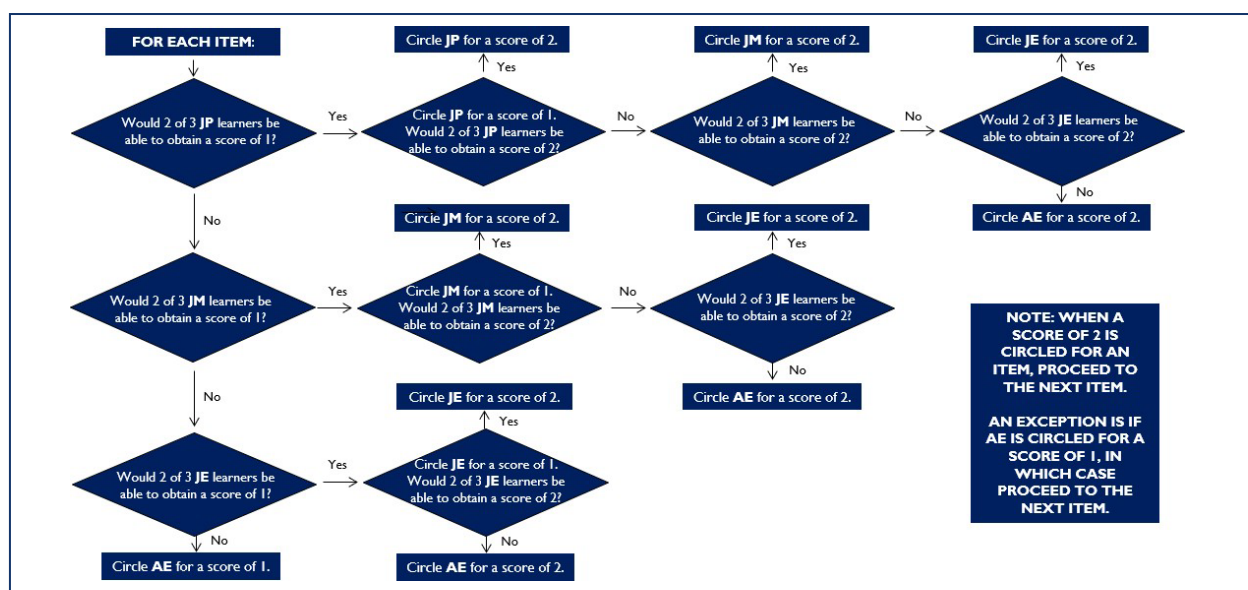 FOR EACH ITEM:
Circle JP for a score of 2.
Circle JM for a score of 2.
Circle JE for a score of 2.
Yes
Yes
Yes
Would 2 of 3 JP learners be
able to obtain a score of 1?
Yes
Circle JP for a score of 1.
Would 2 of 3 JP learners be
able to obtain a score of 2?
No
Would 2 of 3 JM learners be
able to obtain a score of 2?
No
Would 2 of 3 JE learners be
able to obtain a score of 2?
No
Circle AE for a score of 2.
No
Circle JM for a score of 2.
Circle JE for a score of 2.
Yes
Yes
Would 2 of 3 JM learners be
able to obtain a score of 1?
Yes
Circle JM for a score of 1.
Would 2 of 3 JM learners be
able to obtain a score of 2?
No
Would 2 of 3 JE learners be
able to obtain a score of 2?
No
Circle AE for a score of 2.
No
Circle JE for a score of 2.
Yes
Would 2 of 3 JE learners be
able to obtain a score of 1?
Yes
Circle JE for a score of 1.
Would 2 of 3 JE learners be
able to obtain a score of 2?
No
No
Circle AE for a score of 1.
Circle AE for a score of 2.
NOTE: WHEN A
SCORE OF 2 IS
CIRCLED FOR AN
ITEM, PROCEED TO
THE NEXT ITEM.
AN EXCEPTION IS IF
AE IS CIRCLED FOR A
SCORE OF 1, IN
WHICH CASE
PROCEED TO THE
NEXT ITEM.